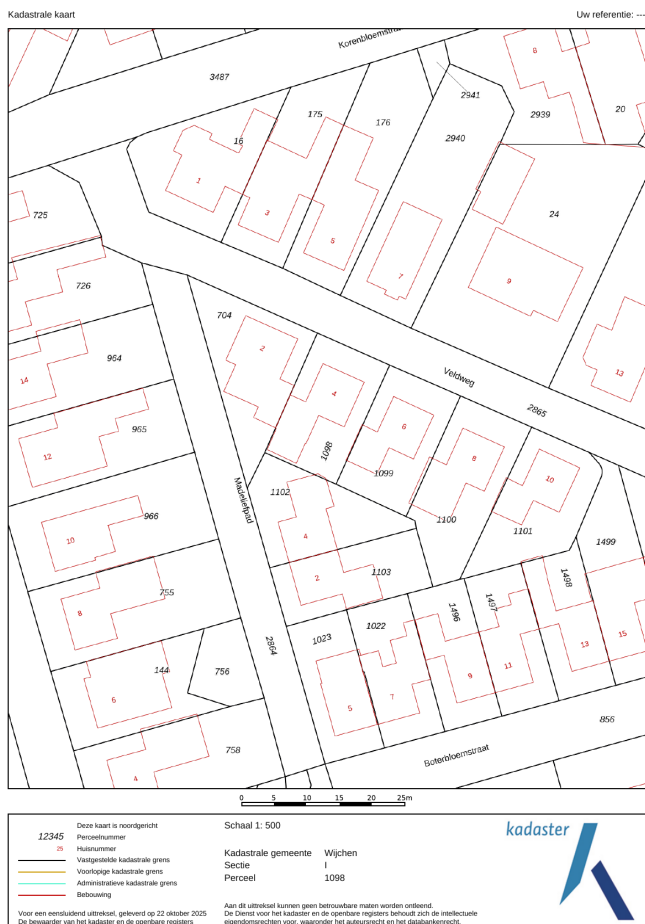 Kadastrale kaart
Uw referentie: ---
Korenbloemstraat
8
3487
2941
175
176
2939
20
2940
16
1
3
5
7
24
9
725
726
704
964
14
2
4
6
8
10
13
Veldweg
2865
965
12
1098
1099
1102
1100
1101
Madeliefpad
966
10
4
1499
1498
2
1103
755
8
1496
1497
1022
1023
2864
13
15
144
756
6
5
7
9
11
856
758
Boterbloemstraat
4
0 5 10 15 20 25m
Deze kaart is noordgericht
12345 Perceelnummer
25 Huisnummer
Vastgestelde kadastrale grens
Voorlopige kadastrale grens
Administratieve kadastrale grens
Bebouwing
Schaal 1: 500
Kadastrale gemeente Wijchen
Sectie I
Perceel 1098
kadaster
Voor een eensluidend uittreksel, geleverd op 22 oktober 2025
De bewaarder van het kadaster en de openbare registers
Aan dit uittreksel kunnen geen betrouwbare maten worden ontleend.
De Dienst voor het kadaster en de openbare registers behoudt zich de intellectuele
eigendomsrechten voor, waaronder het auteursrecht en het databankenrecht.